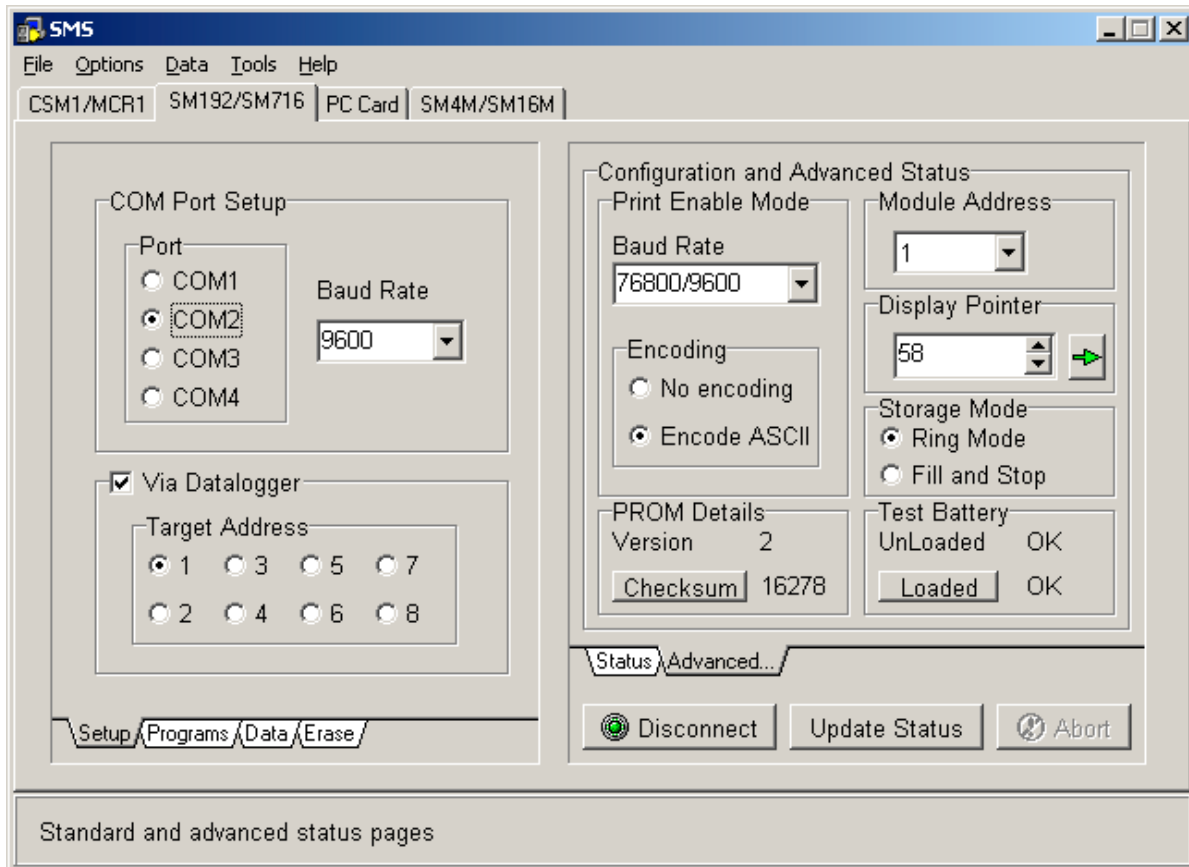 SMS
File Options Data Tools Help
CSM1/MCR1 SM192/SM716 PC Card SM4M/SM16M
COM Port Setup
Port
COM1
COM2
COM3
COM4
Baud Rate
9600
Via Datalogger
Target Address
1 3 5 7
2 4 6 8
Setup Programs Data Erase
Configuration and Advanced Status
Print Enable Mode
Baud Rate
76800/9600
Encoding
No encoding
Encode ASCII
Module Address
1
Display Pointer
58
Storage Mode
Ring Mode
Fill and Stop
PROM Details
Version 2
Checksum 16278
Test Battery
UnLoaded OK
Loaded OK
Status Advanced...
Disconnect Update Status Abort
Standard and advanced status pages